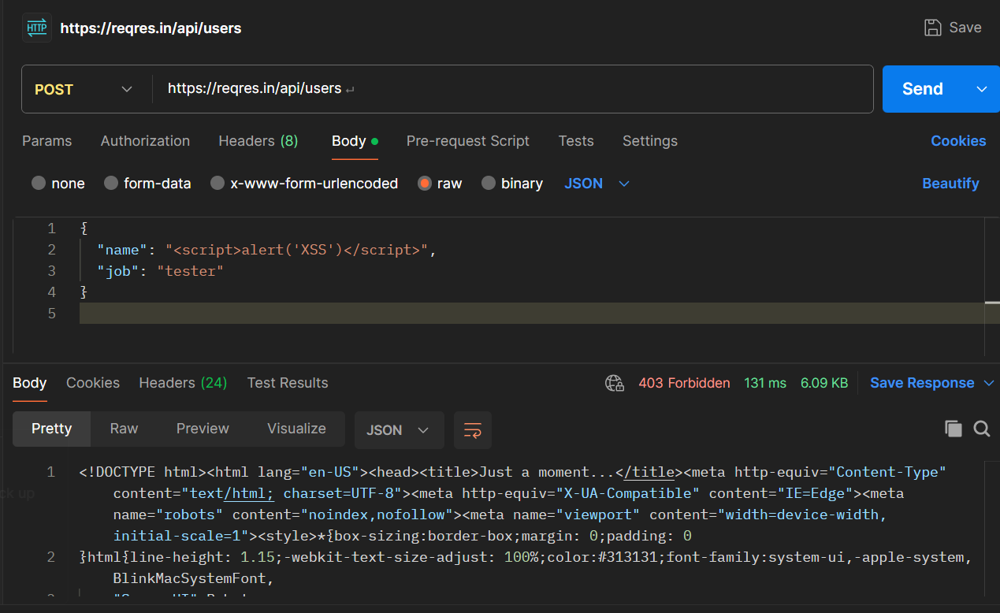 HTTP https://reqres.in/api/users Save
POST https://reqres.in/api/users Send
Params Authorization Headers (8) Body Pre-request Script Tests Settings Cookies
none form-data x-www-form-urlencoded raw binary JSON Beautify
1 {
2 "name": "<script>alert('XSS')</script>",
3 "job": "tester"
4 }
5
Body Cookies Headers (24) Test Results 403 Forbidden 131 ms 6.09 KB Save Response
Pretty Raw Preview Visualize JSON
1 <!DOCTYPE html><html lang="en-US"><head><title>Just a moment...</title><meta http-equiv="Content-Type"
content="text/html; charset=UTF-8"><meta http-equiv="X-UA-Compatible" content="IE=Edge"><meta
name="robots" content="noindex,nofollow"><meta name="viewport" content="width=device-width,
initial-scale=1"><style>*{box-sizing:border-box;margin: 0;padding: 0
2 }html{line-height: 1.15;-webkit-text-size-adjust: 100%;color:#313131;font-family:system-ui,-apple-system,
BlinkMacSystemFont,